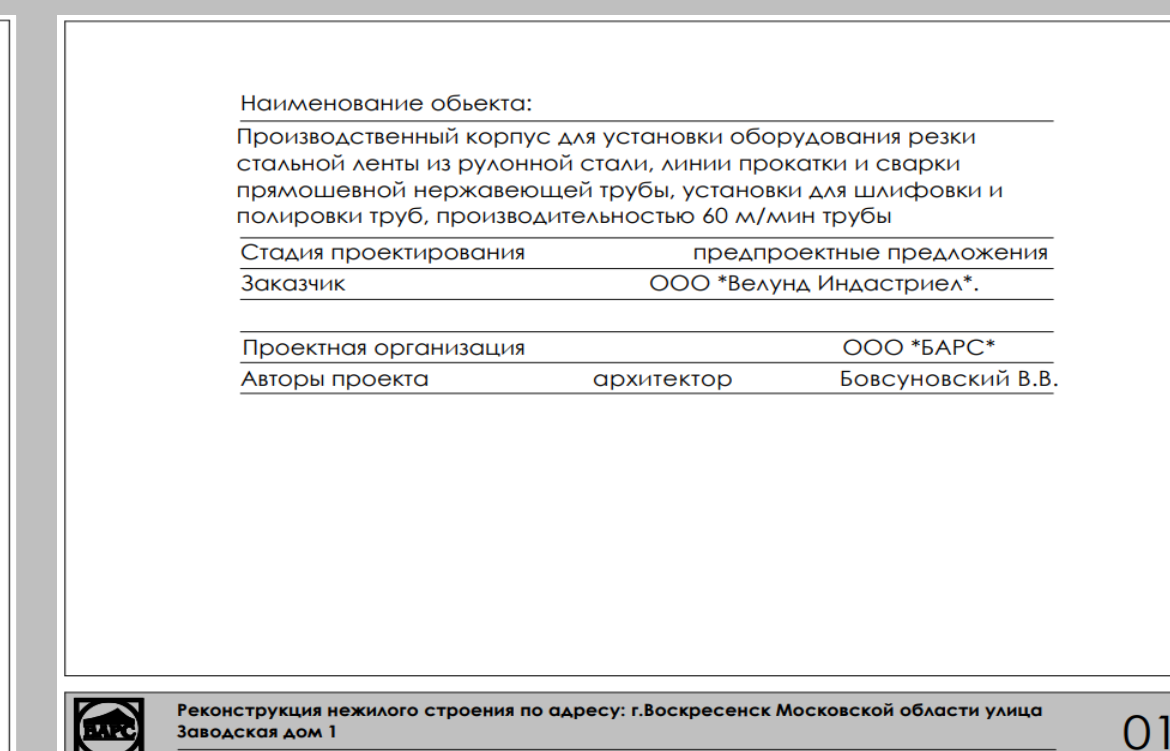 Наименование обьекта:
Производственный корпус для установки оборудования резки
стальной ленты из рулонной стали, линии прокатки и сварки
прямошевной нержавеющей трубы, установки для шлифовки и
полировки труб, производительностью 60 м/мин трубы
Стадия проектирования предпроектные предложения
Заказчик ООО *Велунд Индастриел*.
Проектная организация ООО *БАРС*
Авторы проекта архитектор Бовсуновский В.В.
БАРС
Реконструкция нежилого строения по адресу: г.Воскресенск Московской области улица
Заводская дом 1
01